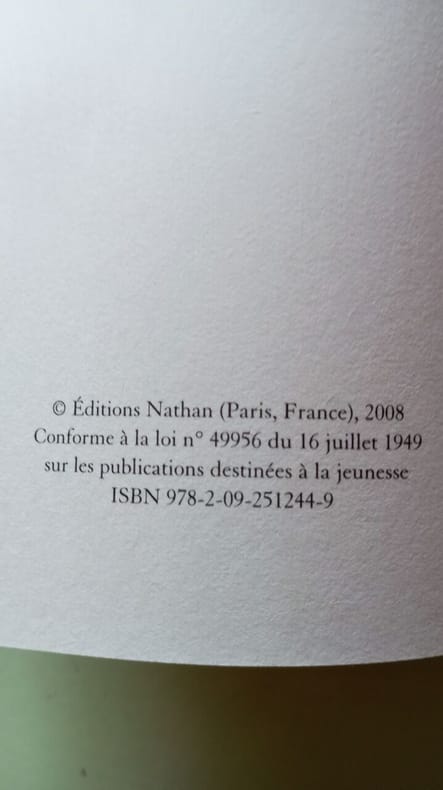 © Éditions Nathan (Paris, France), 2008
Conforme à la loi n° 49956 du 16 juillet 1949
sur les publications destinées à la jeunesse
ISBN 978-2-09-251244-9